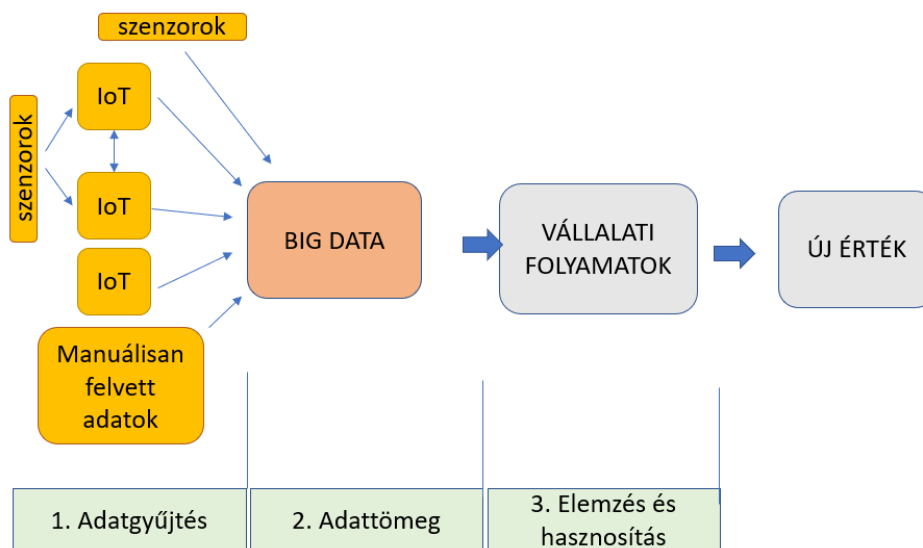 szenzorok
szenzorok
IoT
IoT
IoT
Manuálisan
felvett
adatok
BIG DATA
VÁLLALATI
FOLYAMATOK
ÚJ ÉRTÉK
1. Adatgyűjtés
2. Adattömeg
3. Elemzés és
hasznosítás